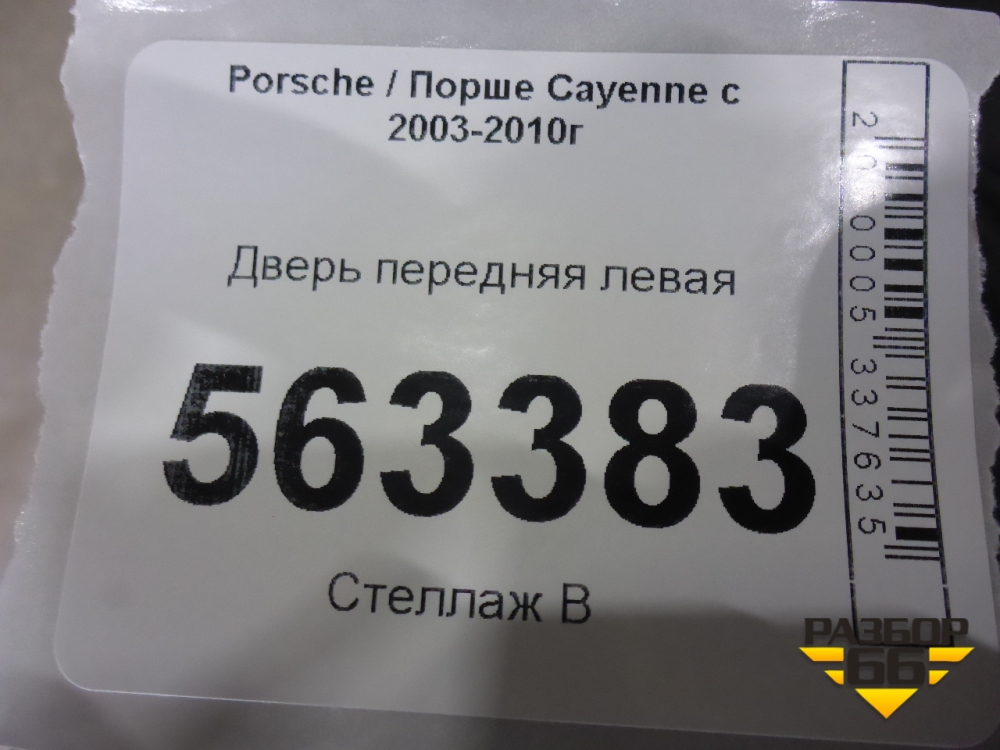 Porsche / Порше Cayenne с
2003-2010г
Дверь передняя левая
563383
Стеллаж В
2000005337635
РАЗБОР
66